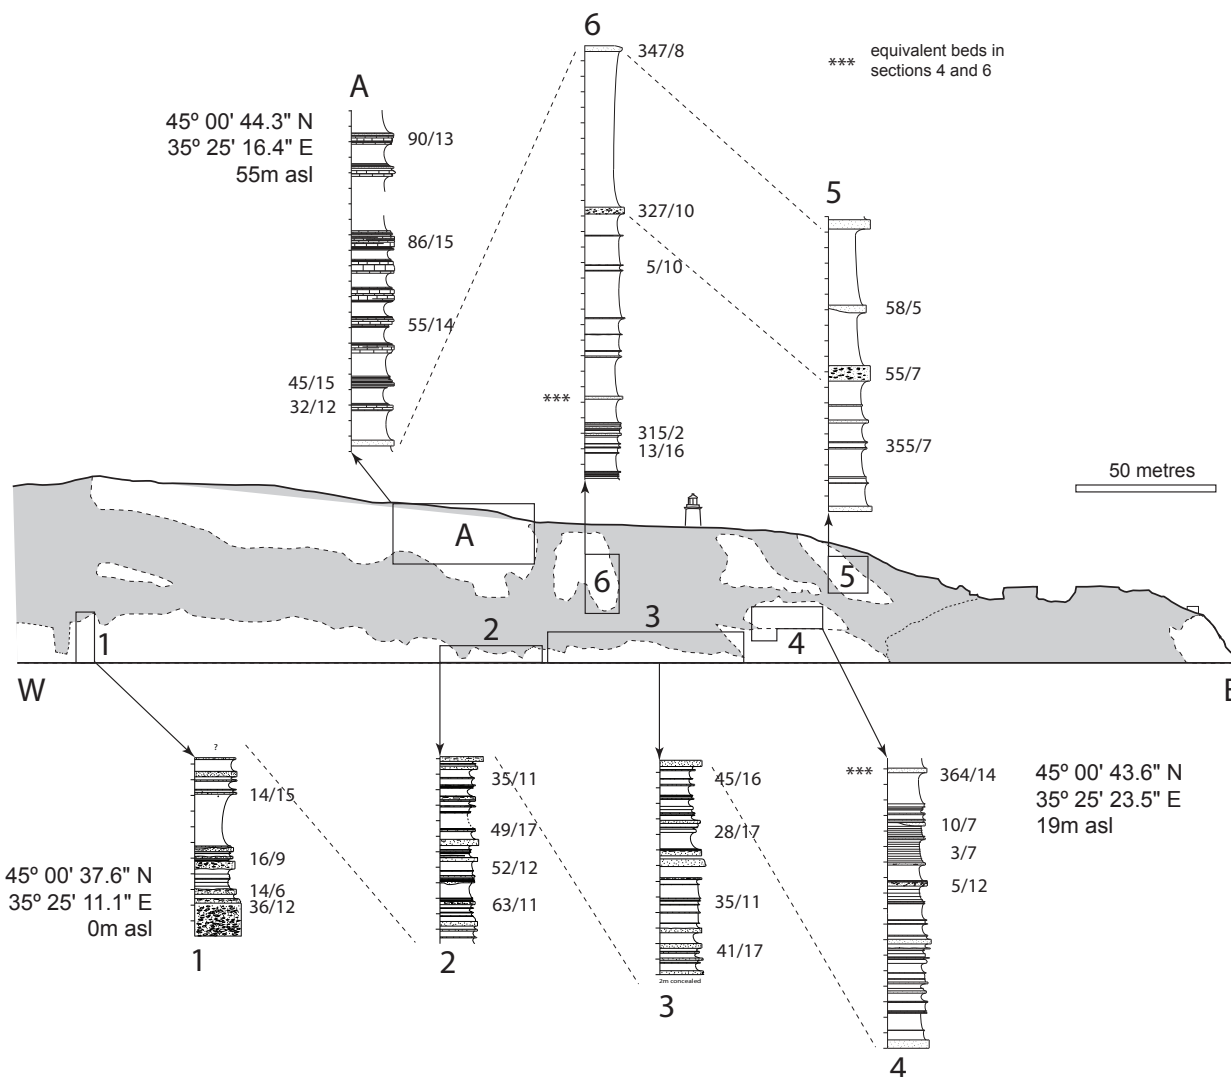 6
347/8
***
equivalent beds in
sections 4 and 6
A
45º 00' 44.3" N
35º 25' 16.4" E
55m asl
90/13
86/15
55/14
45/15
32/12
327/10
5/10
***
315/2
13/16
5
58/5
55/7
355/7
50 metres
A
6
5
1
2
3
4
W
E
?
14/15
16/9
14/6
36/12
45º 00' 37.6" N
35º 25' 11.1" E
0m asl
1
35/11
49/17
52/12
63/11
2
45/16
28/17
35/11
41/17
2m concealed
3
***
364/14
10/7
3/7
5/12
45º 00' 43.6" N
35º 25' 23.5" E
19m asl
4